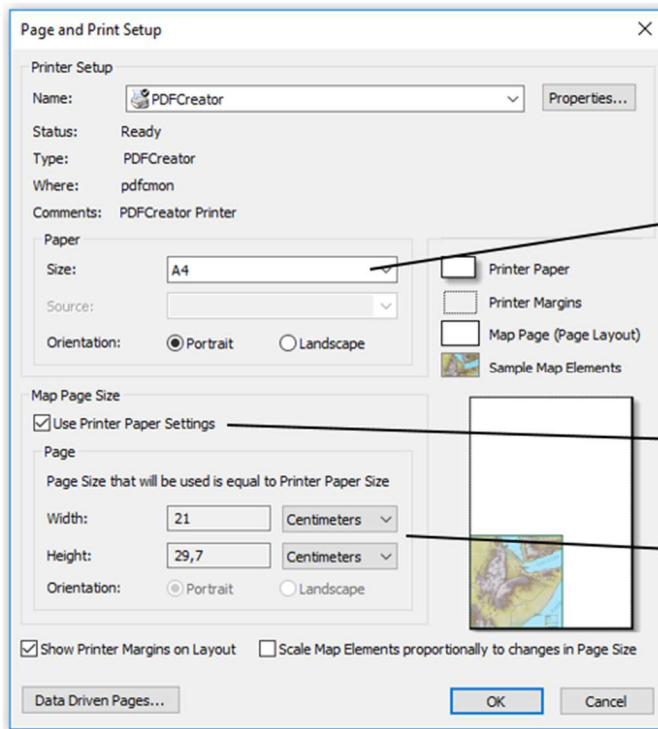 Page and Print Setup
Printer Setup
Name: PDFCreator Properties...
Status: Ready
Type: PDFCreator
Where: pdfcmon
Comments: PDFCreator Printer
Paper
Size: A4
Source:
Orientation: Portrait Landscape
Printer Paper
Printer Margins
Map Page (Page Layout)
Sample Map Elements
Map Page Size
Use Printer Paper Settings
Page
Page Size that will be used is equal to Printer Paper Size
Width: 21 Centimeters
Height: 29,7 Centimeters
Orientation: Portrait Landscape
Show Printer Margins on Layout Scale Map Elements proportionally to changes in Page Size
Data Driven Pages... OK Cancel